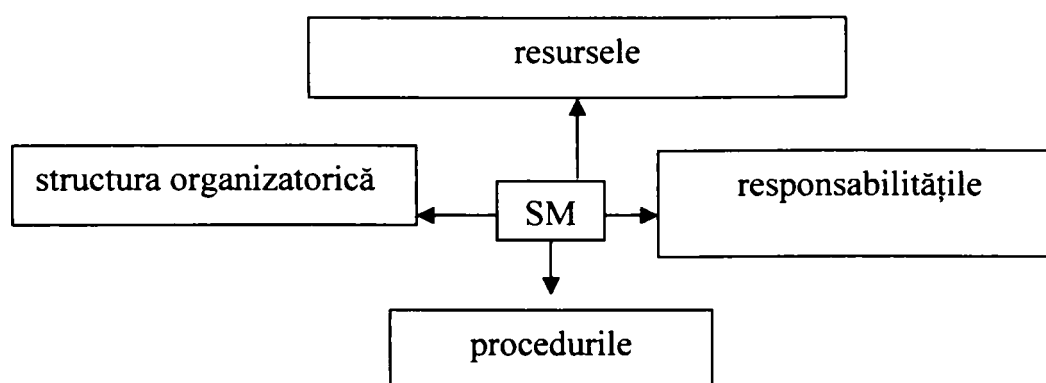 resursele
structura organizatorică
SM
responsabilitățile
procedurile